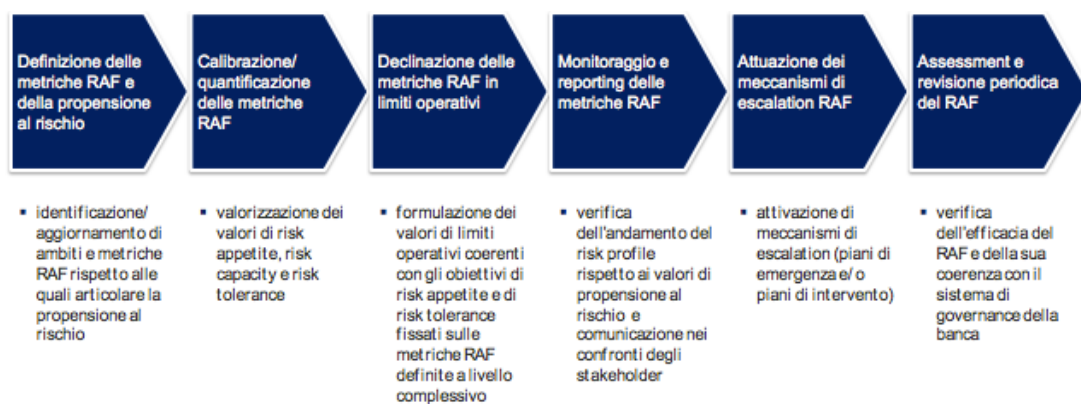 Definizione delle
metriche RAF e
della propensione
al rischio
Calibrazione/
quantificazione
delle metriche
RAF
Declinazione delle
metriche RAF in
limiti operativi
Monitoraggio e
reporting delle
metriche RAF
Attuazione dei
meccanismi di
escalation RAF
Assessment e
revisione periodica
del RAF
▪ identificazione/
aggiornamento di
ambiti e metriche
RAF rispetto alle
quali articolare la
propensione al
rischio
▪ valorizzazione dei
valori di risk
appetite, risk
capacity e risk
tolerance
▪ formulazione dei
valori di limiti
operativi coerenti
con gli obiettivi di
risk appetite e di
risk tolerance
fissati sulle
metriche RAF
definite a livello
complessivo
▪ verifica
dell'andamento del
risk profile
rispetto ai valori di
propensione al
rischio e
comunicazione nei
confronti degli
stakeholder
▪ attivazione di
meccanismi di
escalation (piani di
emergenza e/ o
piani di intervento)
▪ verifica
dell'efficacia del
RAF e della sua
coerenza con il
sistema di
governance della
banca